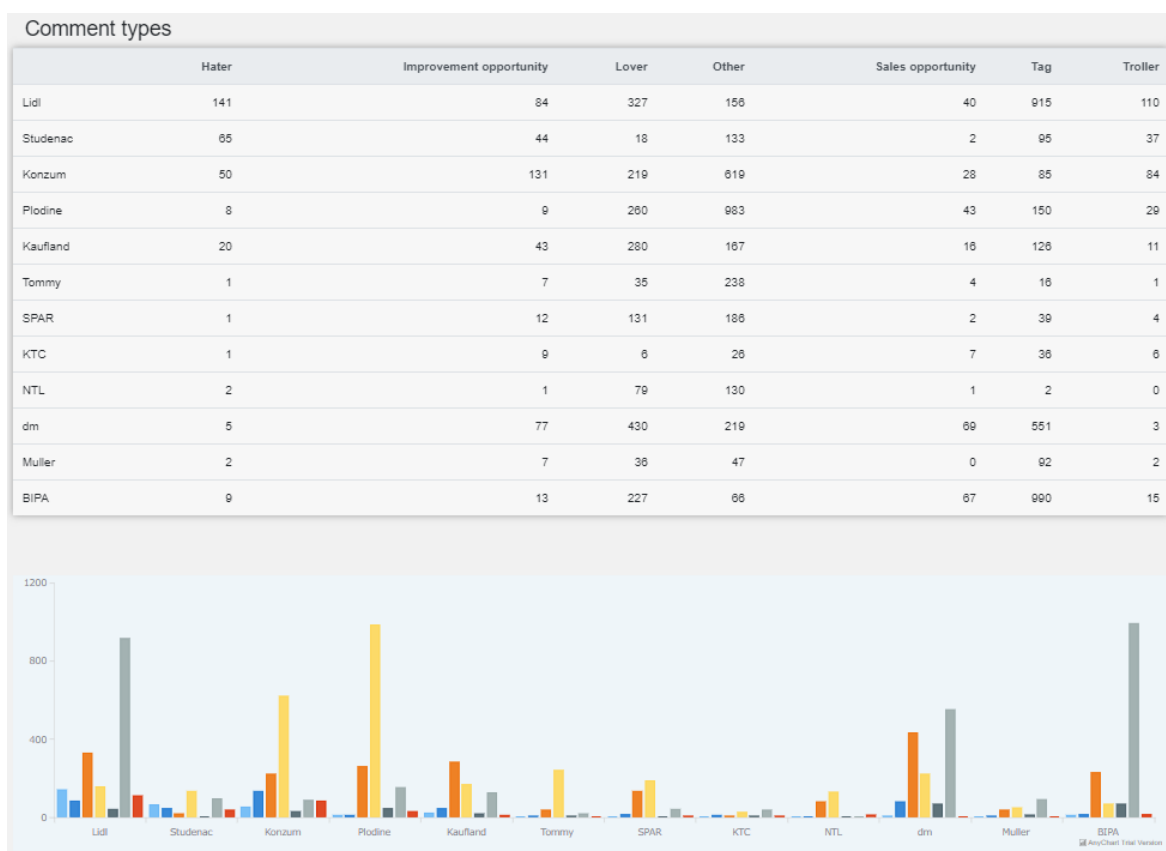 Comment types
Hater Improvement opportunity Lover Other Sales opportunity Tag Troller
Lidl 141 84 327 156 40 915 110
Studenac 65 44 18 133 2 95 37
Konzum 50 131 219 619 28 85 84
Plodine 8 9 260 983 43 150 29
Kaufland 20 43 280 167 16 126 11
Tommy 1 7 35 238 4 16 1
SPAR 1 12 131 186 2 39 4
KTC 1 9 6 26 7 36 6
NTL 2 1 79 130 1 2 0
dm 5 77 430 219 69 551 3
Muller 2 7 36 47 0 92 2
BIPA 9 13 227 66 67 990 15
1200
800
400
0
Lidl Studenac Konzum Plodine Kaufland Tommy SPAR KTC NTL dm Muller BIPA
AnyChart Trial Version